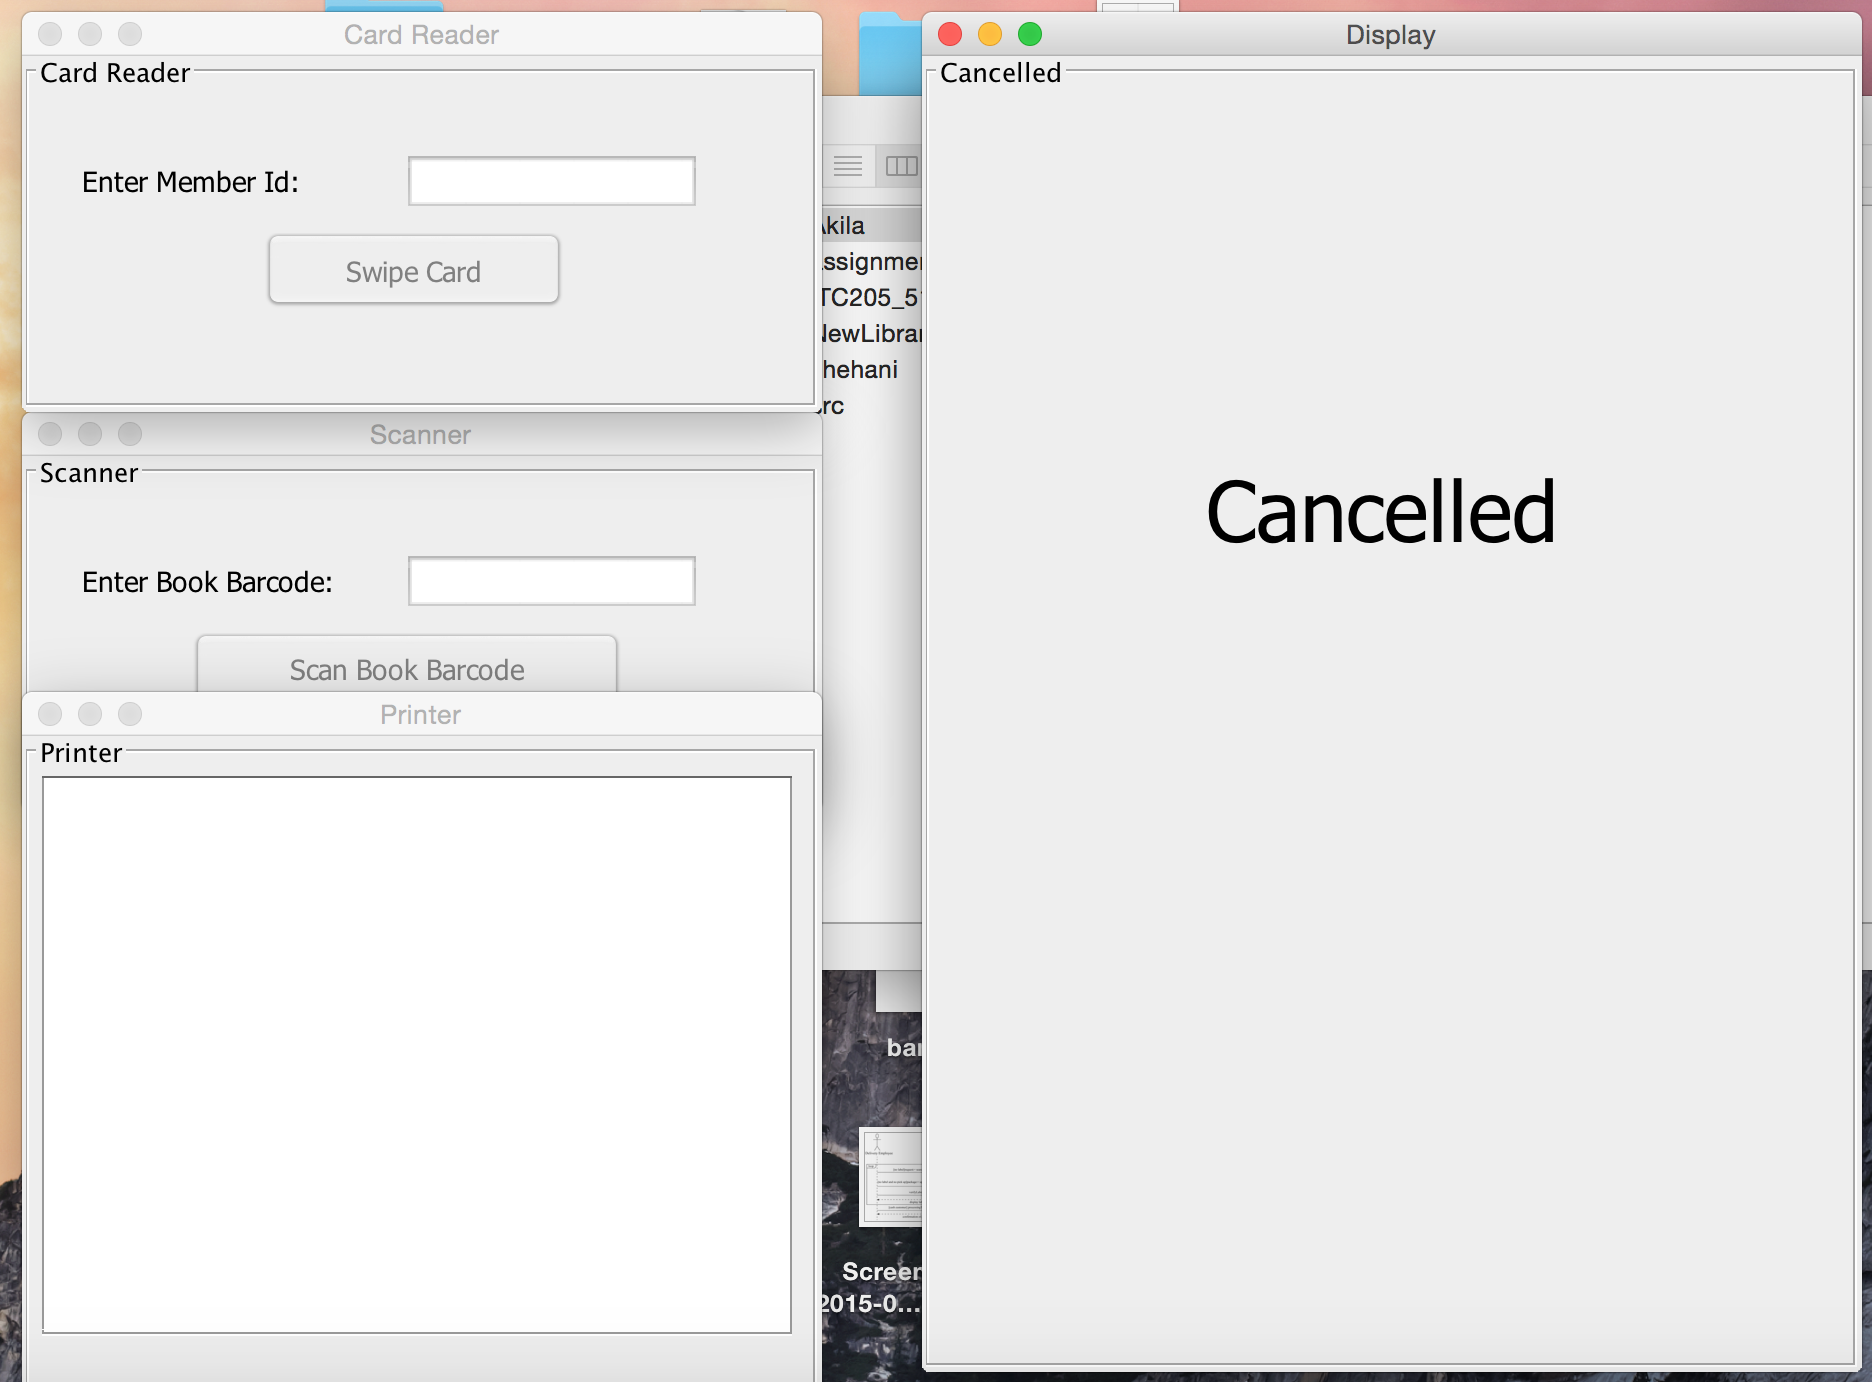 Card Reader
Card Reader
Enter Member Id:
Swipe Card
Scanner
Scanner
Enter Book Barcode:
Scan Book Barcode
Printer
Printer
kila
ssignme
TC205_5
ewLibra
hehani
rc
ba
Screen
2015-0...
Display
Cancelled
Cancelled